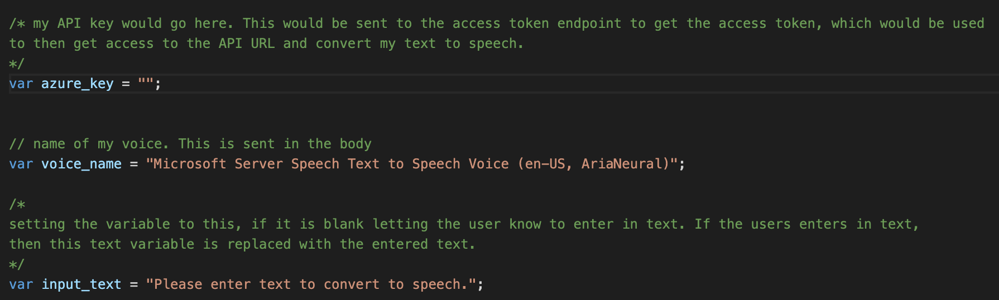 /* my API key would go here. This would be sent to the access token endpoint to get the access token, which would be used
to then get access to the API URL and convert my text to speech.
*/
var azure_key = "";
// name of my voice. This is sent in the body
var voice_name = "Microsoft Server Speech Text to Speech Voice (en-US, AriaNeural)";
/*
setting the variable to this, if it is blank letting the user know to enter in text. If the users enters in text,
then this text variable is replaced with the entered text.
*/
var input_text = "Please enter text to convert to speech.";